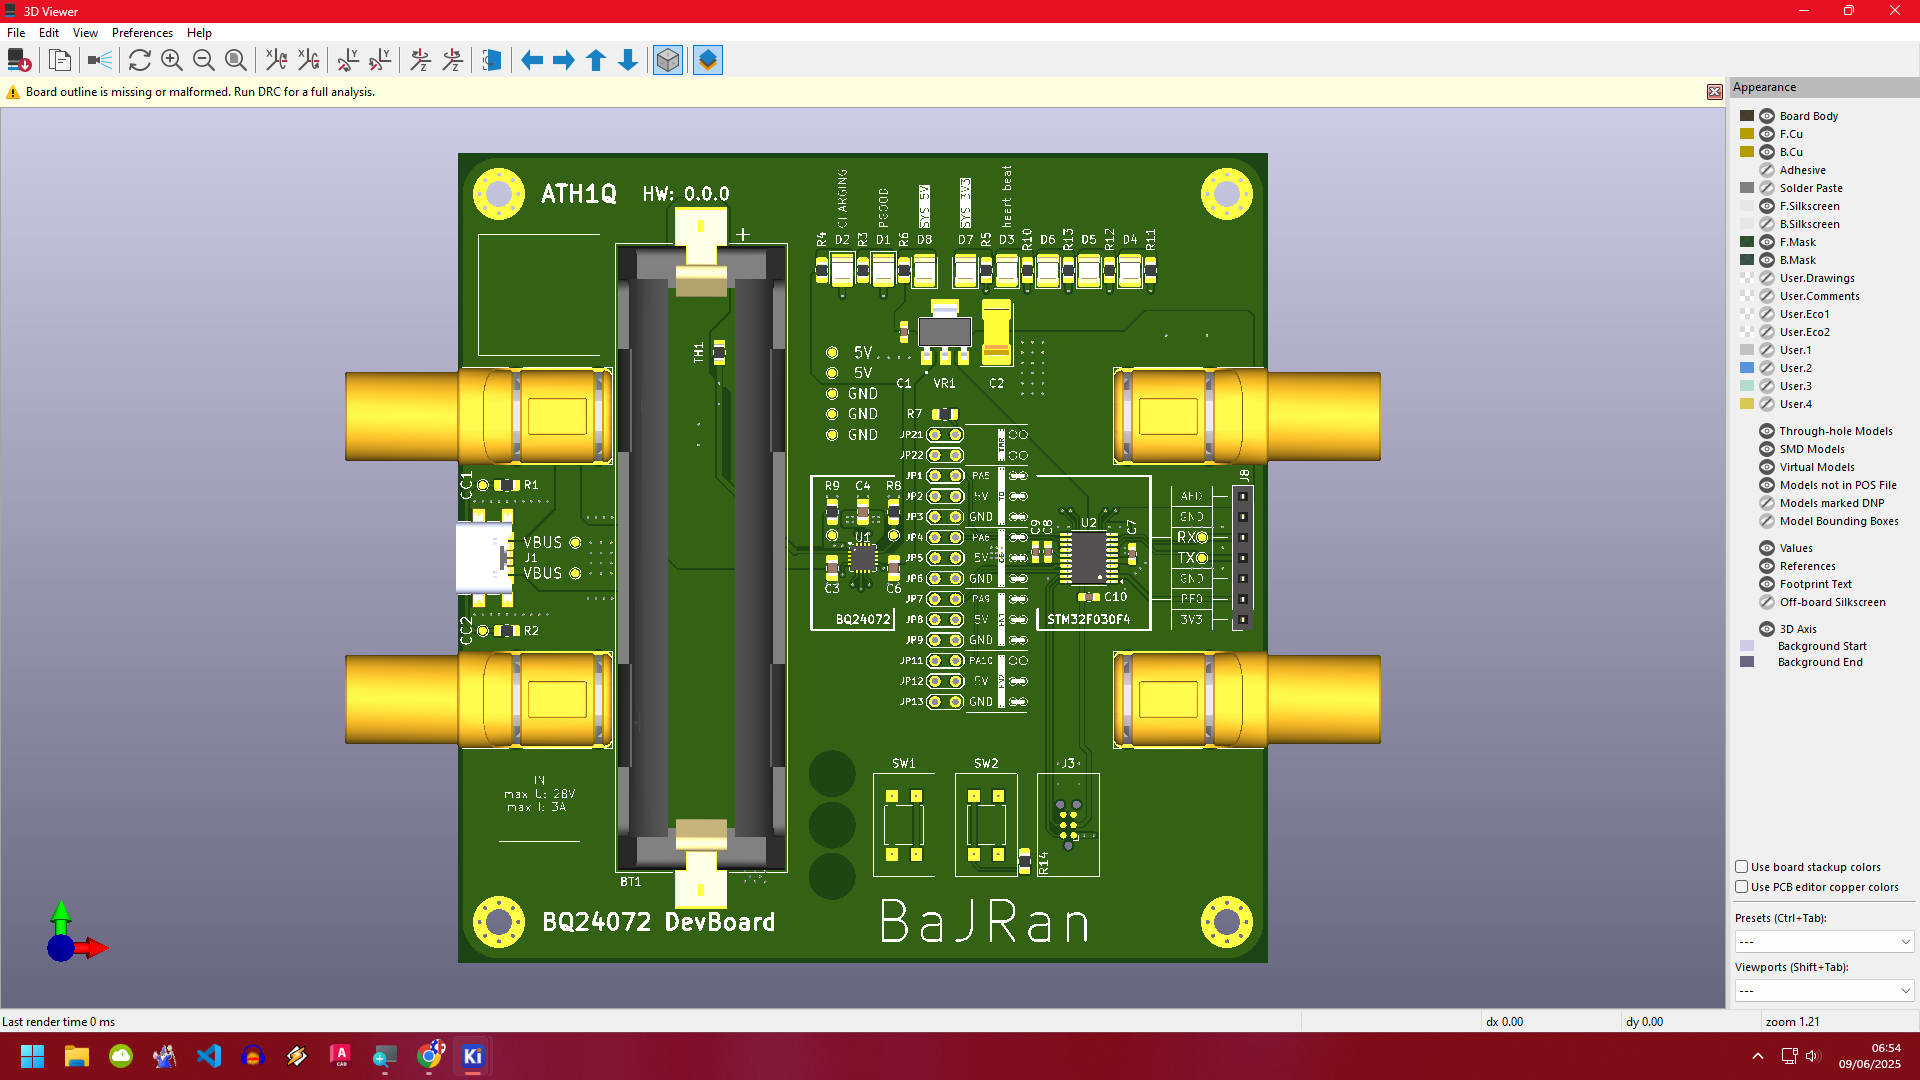 3D Viewer
File Edit View Preferences Help
Board outline is missing or malformed. Run DRC for a full analysis.
Appearance
Board Body
F.Cu
B.Cu
Adhesive
Solder Paste
F.Silkscreen
B.Silkscreen
F.Mask
B.Mask
User.Drawings
User.Comments
User.Eco1
User.Eco2
User.1
User.2
User.3
User.4
Through-hole Models
SMD Models
Virtual Models
Models not in POS File
Models marked DNP
Model Bounding Boxes
Values
References
Footprint Text
Off-board Silkscreen
3D Axis
Background Start
Background End
Use board stackup colors
Use PCB editor copper colors
Presets (Ctrl+Tab):
---
Viewports (Shift+Tab):
---
ATH1Q HW: 0.0.0
+
PGOOD SYS_5V SYS_3V3 heart beat
R4 D2 R3 D1 R6 D8 D7 R5 D3 R10 D6 R13 D5 R12 D4 R11
TH1
5V
5V
GND
GND
GND
C1 VR1 C2
R7
JP21
JP22
JP1 PA5
JP2 5V
JP3 GND
JP4 PA6
JP5 5V
JP6 GND
JP7 PA9
JP8 5V
JP9 GND
JP11 PA10
JP12 5V
JP13 GND
R9 C4 R8
U1
C3 C6
BQ24072
C9 C8 U2 C7
C10
STM32F030F4
J8
GND
RX
TX
GND
PF0
3V3
CC1 R1
VBUS
J1
VBUS
CC2 R2
IN
max U: 28V
max I: 3A
SW1 SW2 J3
R14
BT1
BQ24072 DevBoard
BaJRan
Last render time 0 ms
dx 0.00
dy 0.00
zoom 1.21
A
CAD
Ki
06:54
09/06/2025